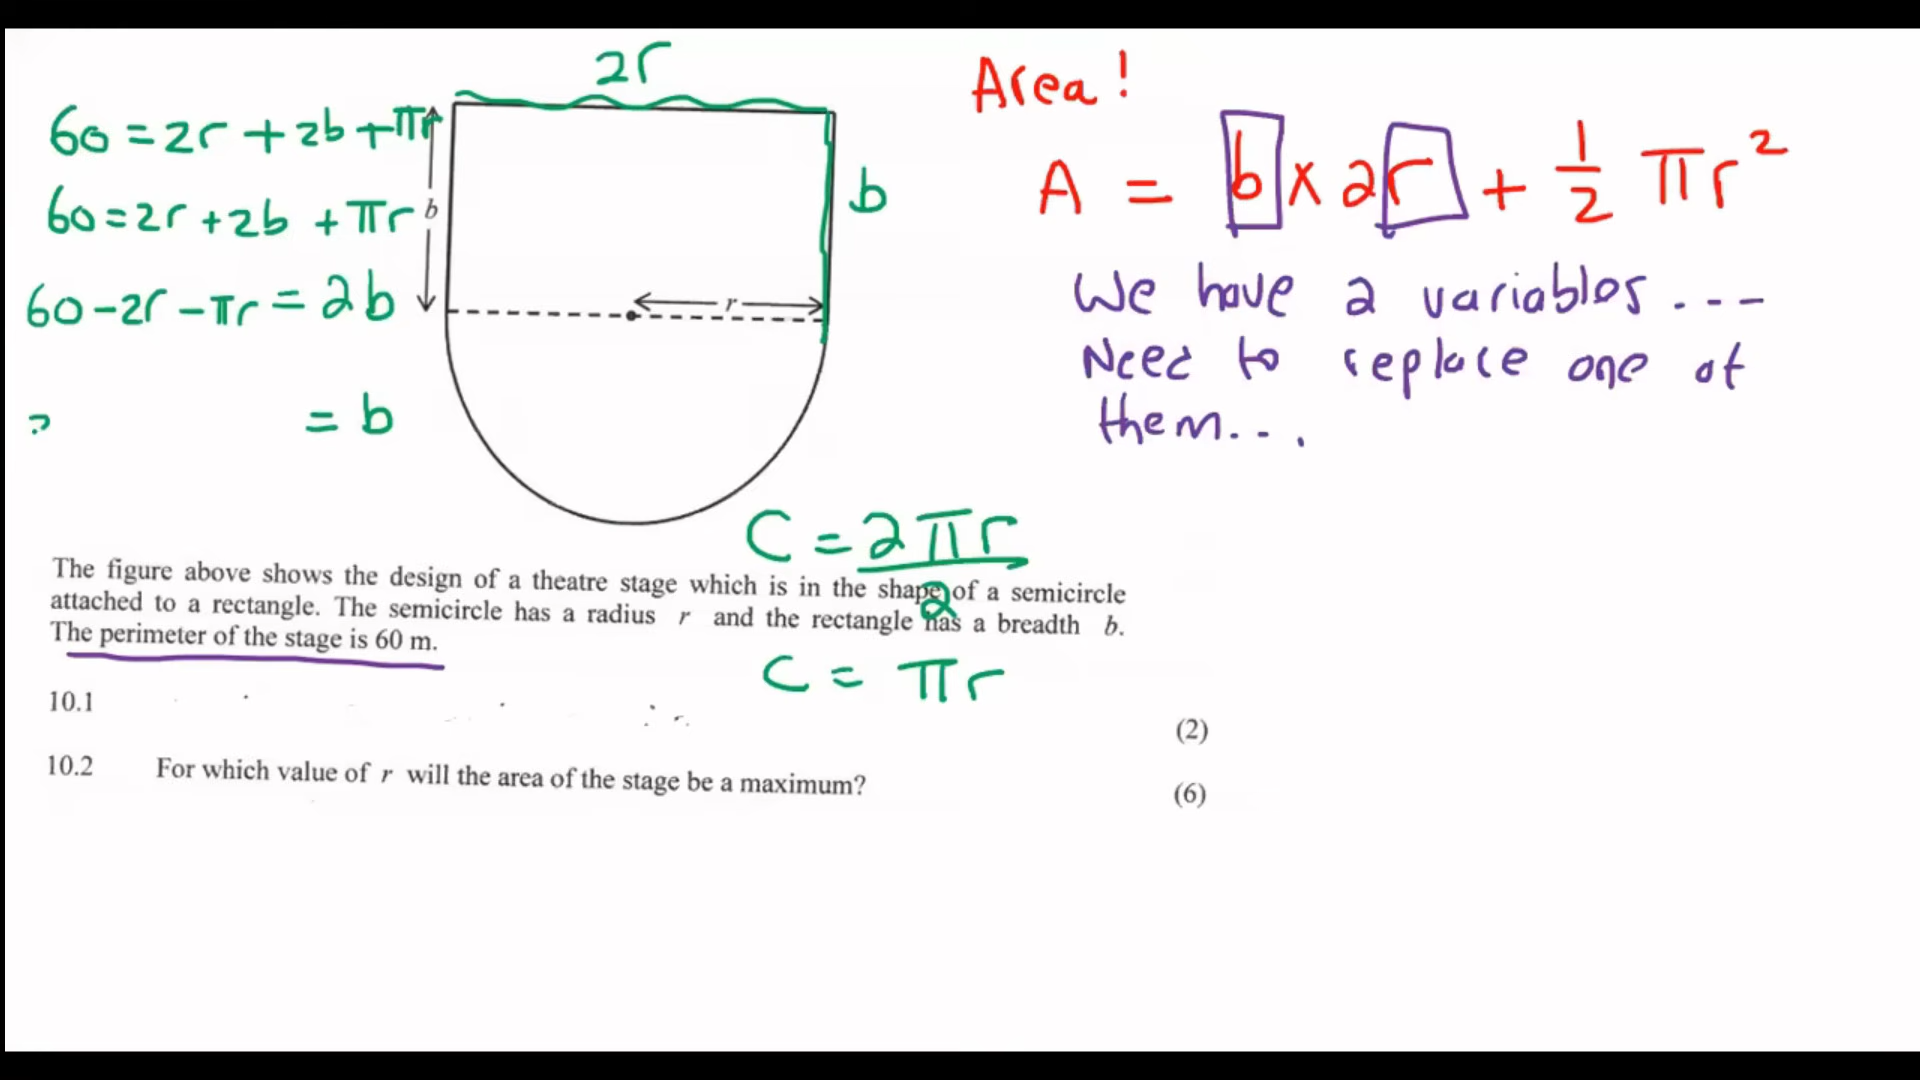 2r
60 = 2r + 2b + πr
60 = 2r + 2b + πr
60 - 2r - πr = 2b
= b
b
r
b
Area!
A = b x 2r + 1/2 πr²
We have 2 variables ...
Need to replace one of
them...
C = 2πr
2
C = πr
The figure above shows the design of a theatre stage which is in the shape of a semicircle
attached to a rectangle. The semicircle has a radius r and the rectangle has a breadth b.
The perimeter of the stage is 60 m.
10.1 (2)
10.2 For which value of r will the area of the stage be a maximum? (6)